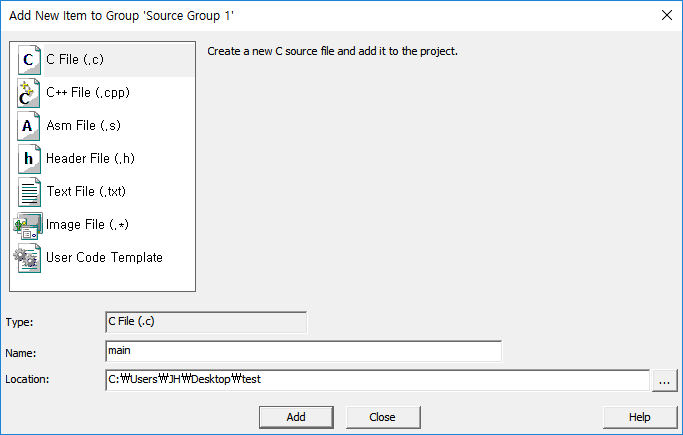 Add New Item to Group 'Source Group 1'
C File (.c)
C++ File (.cpp)
Asm File (.s)
Header File (.h)
Text File (.txt)
Image File (.*)
User Code Template
Create a new C source file and add it to the project.
Type:
C File (.c)
Name:
main
Location:
C:₩Users₩JH₩Desktop₩test
...
Add
Close
Help